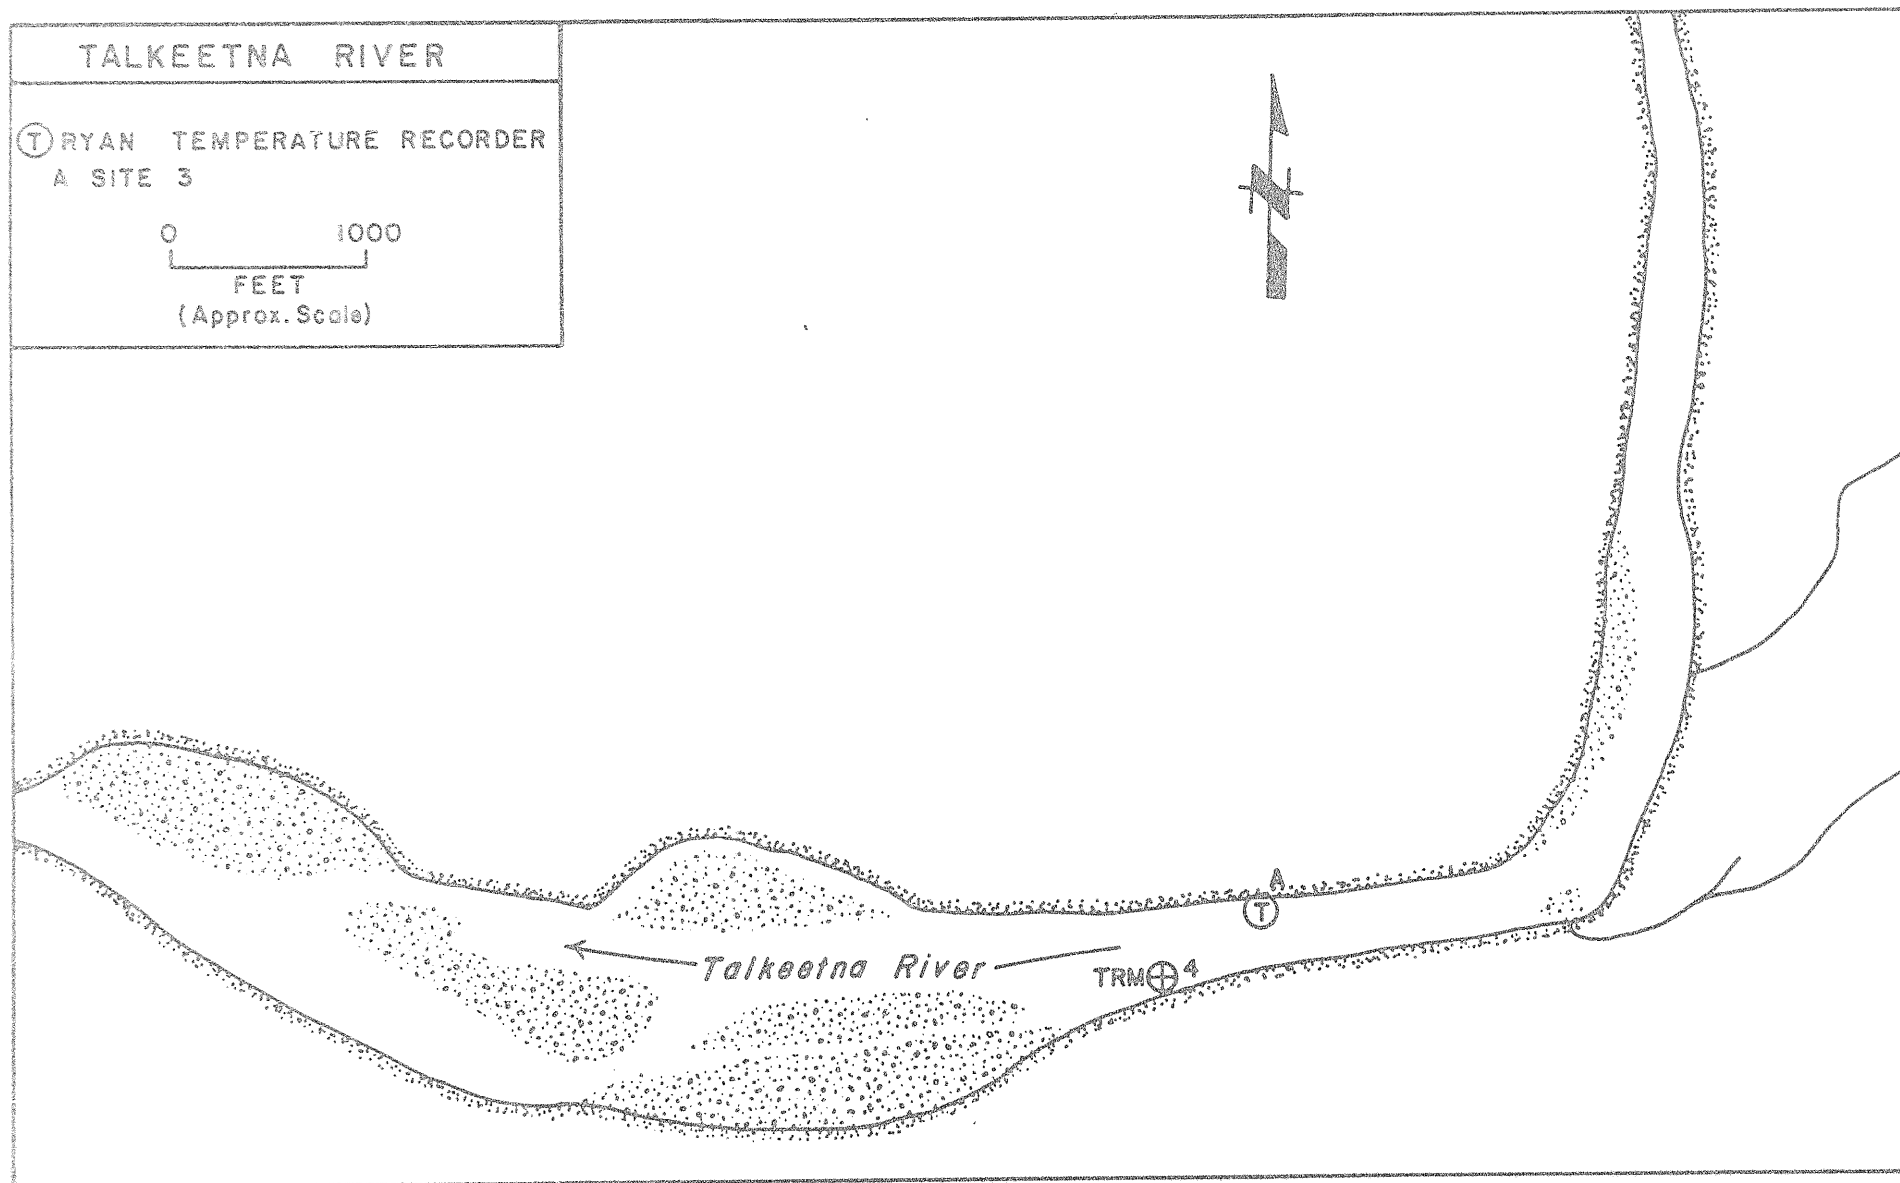 TALKEETNA RIVER
T RYAN TEMPERATURE RECORDER
A SITE 3
0 1000
FEET
(Approx. Scale)
N
A
T
Talkeetna River
TRM 4